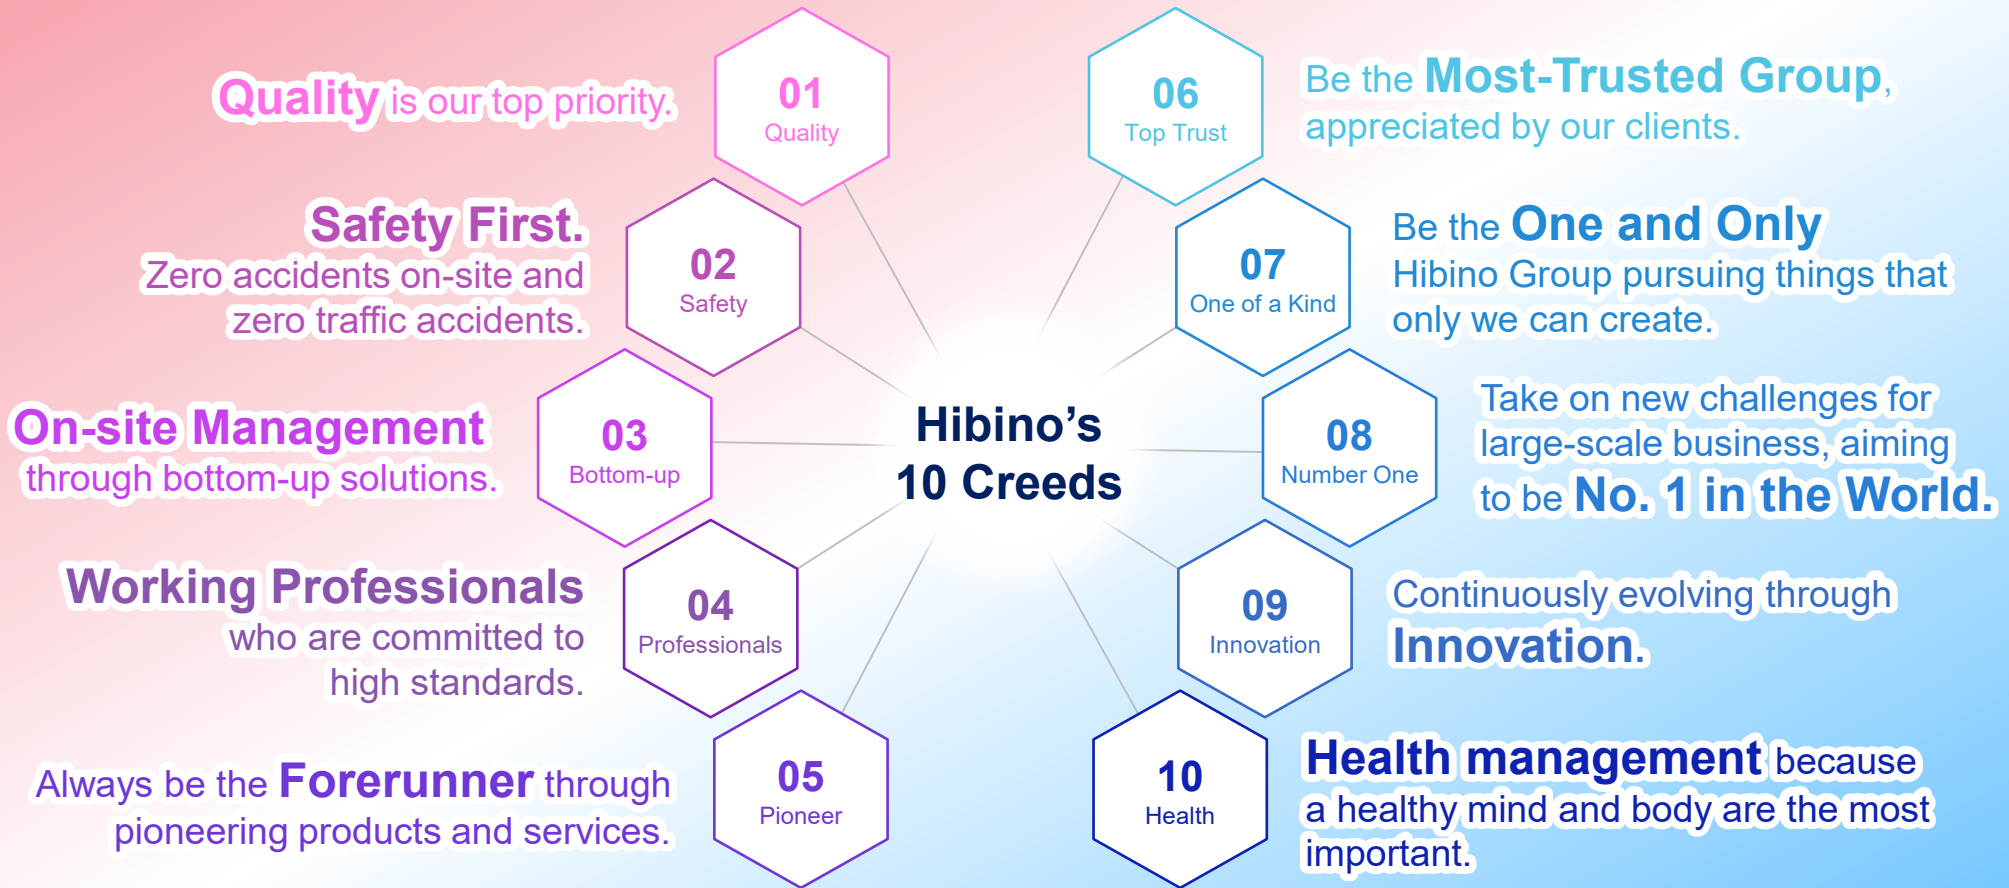 Quality is our top priority.
01
Quality
Safety First.
Zero accidents on-site and
zero traffic accidents.
02
Safety
On-site Management
through bottom-up solutions.
03
Bottom-up
Working Professionals
who are committed to
high standards.
04
Professionals
Always be the Forerunner through
pioneering products and services.
05
Pioneer
Hibino’s
10 Creeds
06
Top Trust
Be the Most-Trusted Group,
appreciated by our clients.
07
One of a Kind
Be the One and Only
Hibino Group pursuing things that
only we can create.
08
Number One
Take on new challenges for
large-scale business, aiming
to be No. 1 in the World.
09
Innovation
Continuously evolving through
Innovation.
10
Health
Health management because
a healthy mind and body are the most
important.